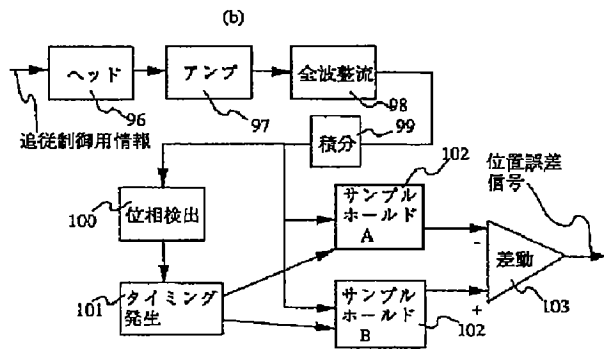 (b)
ヘッド
アンプ
全波整流
96
97
98
追従制御用情報
積分
99
102
位置誤差
信号
100
位相検出
サンプル
ホールド
A
-
差動
101
タイミング
発生
サンプル
ホールド
B
102
+
103